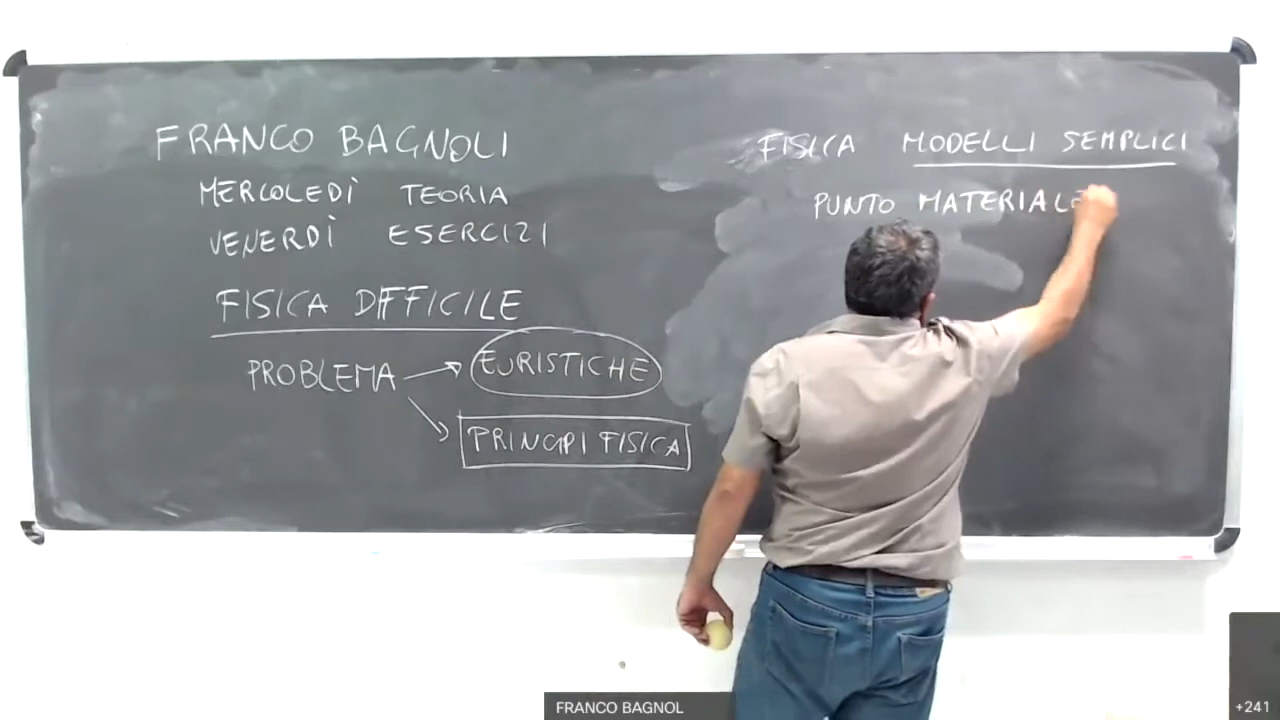 FRANCO BAGNOLI
MERCOLEDÌ TEORIA
VENERDÌ ESERCIZI
FISICA DIFFICILE
PROBLEMA
EURISTICHE
PRINCIPI FISICA
FISICA MODELLI SEMPLICI
PUNTO MATERIALE
FRANCO BAGNOL
+241